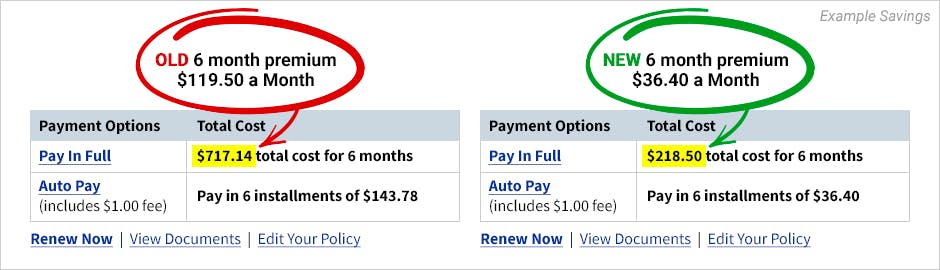 Example Savings
OLD 6 month premium
$119.50 a Month
Payment Options Total Cost
Pay In Full $717.14 total cost for 6 months
Auto Pay
(includes $1.00 fee) Pay in 6 installments of $143.78
Renew Now | View Documents | Edit Your Policy
NEW 6 month premium
$36.40 a Month
Payment Options Total Cost
Pay In Full $218.50 total cost for 6 months
Auto Pay
(includes $1.00 fee) Pay in 6 installments of $36.40
Renew Now | View Documents | Edit Your Policy